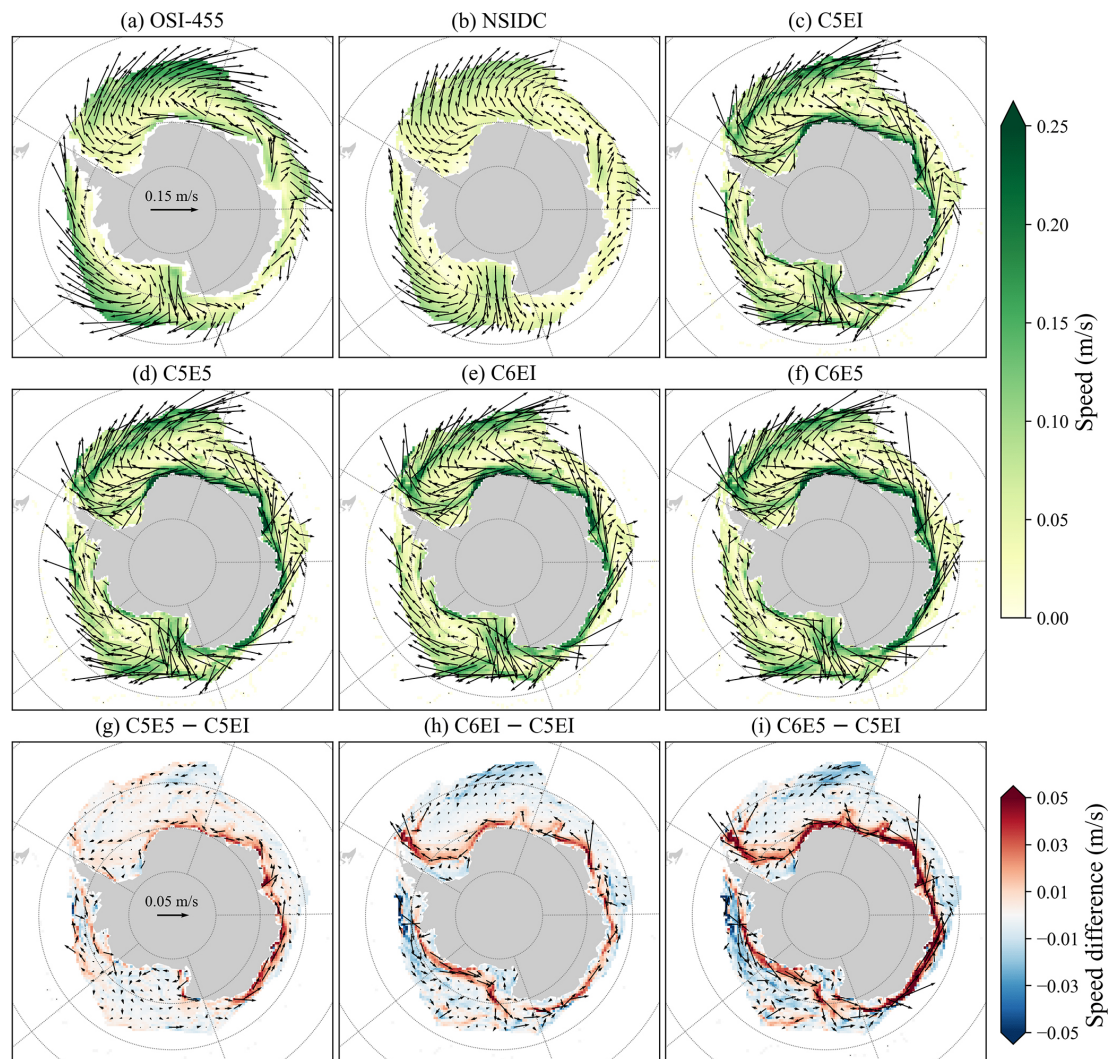 (a) OSI-455
(b) NSIDC
(c) C5EI
0.15 m/s
0.25
0.20
0.15
0.10
0.05
0.00
Speed (m/s)
(d) C5E5
(e) C6EI
(f) C6E5
(g) C5E5 − C5EI
(h) C6EI − C5EI
(i) C6E5 − C5EI
0.05 m/s
0.05
0.03
0.01
−0.01
−0.03
−0.05
Speed difference (m/s)